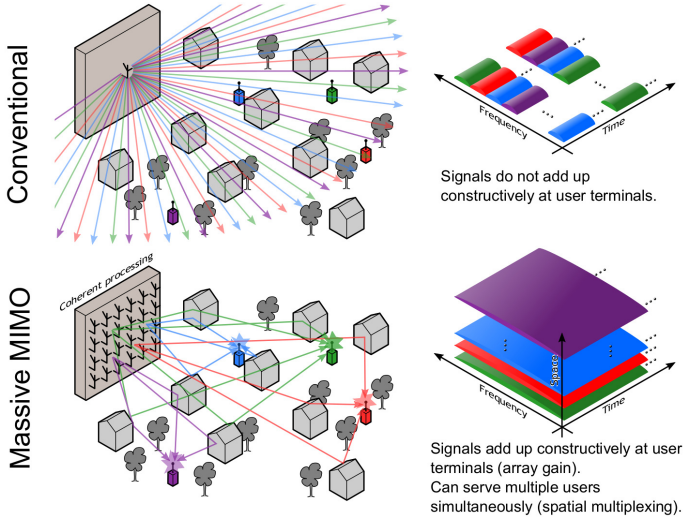 Conventional
Frequency
Time
Signals do not add up
constructively at user terminals.
Massive MIMO
Coherent processing
Space
Frequency
Time
Signals add up constructively at user
terminals (array gain).
Can serve multiple users
simultaneously (spatial multiplexing).